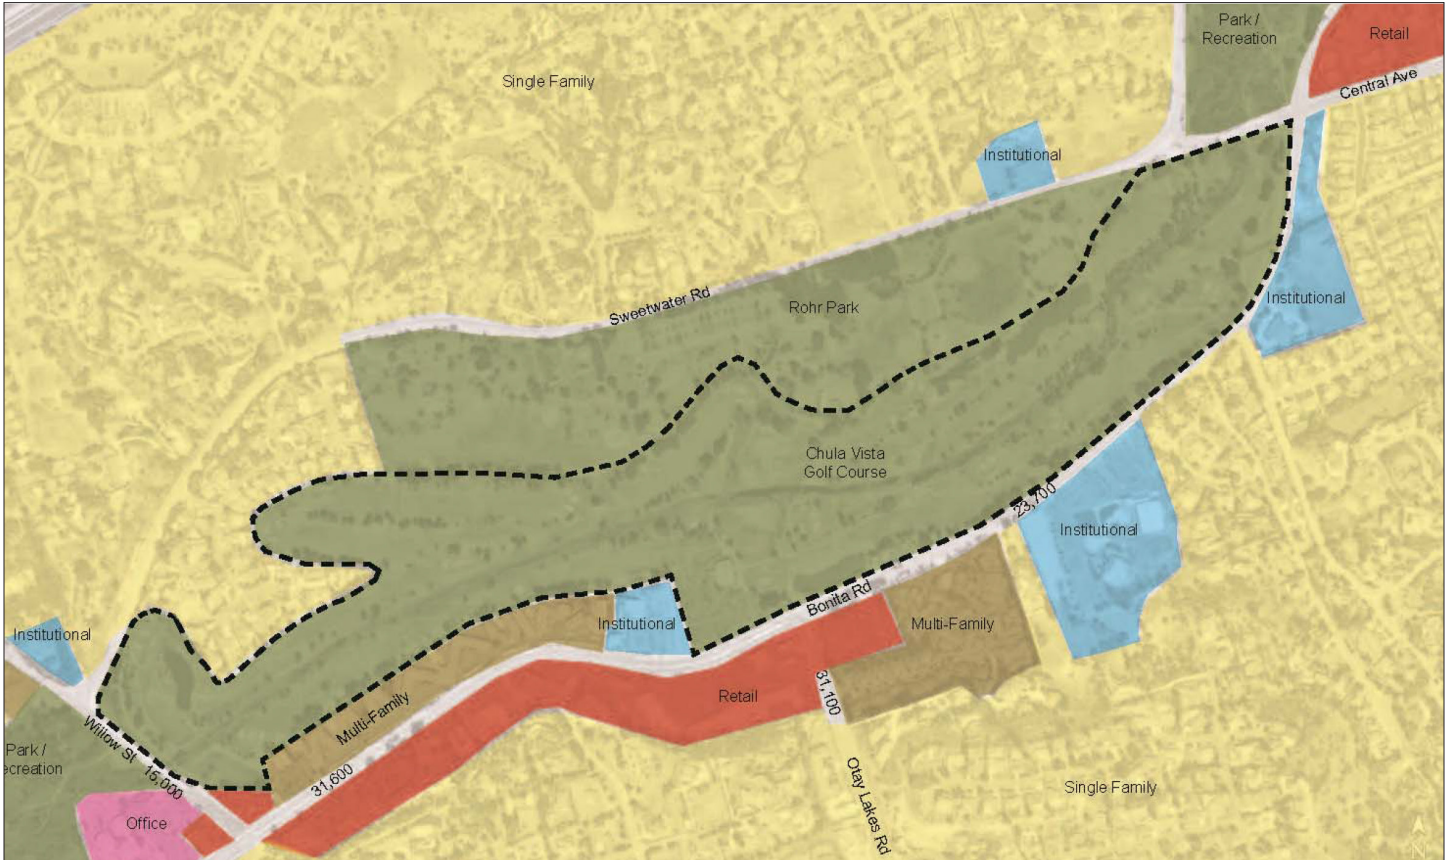 Park /
Recreation
Retail
Central Ave
Single Family
Institutional
Institutional
Sweetwater Rd
Rohr Park
Chula Vista
Golf Course
23,700
Institutional
Bonita Rd
Institutional
Institutional
Multi-Family
Retail
31,100
Multi-Family
Willow St 15,000
Park /
ecreation
31,600
Otay Lakes Rd
Single Family
Office
N